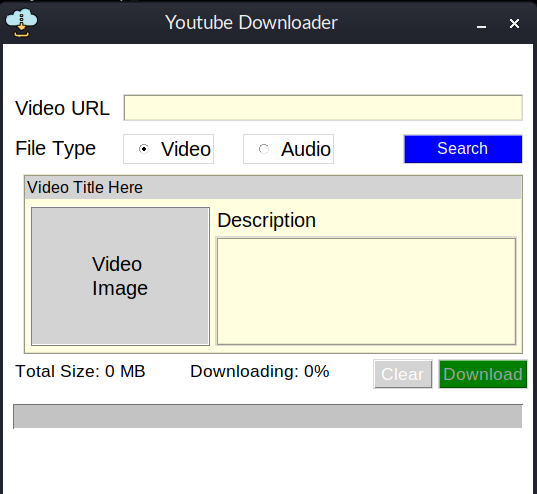 Youtube Downloader
Video URL
File Type Video Audio Search
Video Title Here
Description
Video
Image
Total Size: 0 MB Downloading: 0% Clear Download